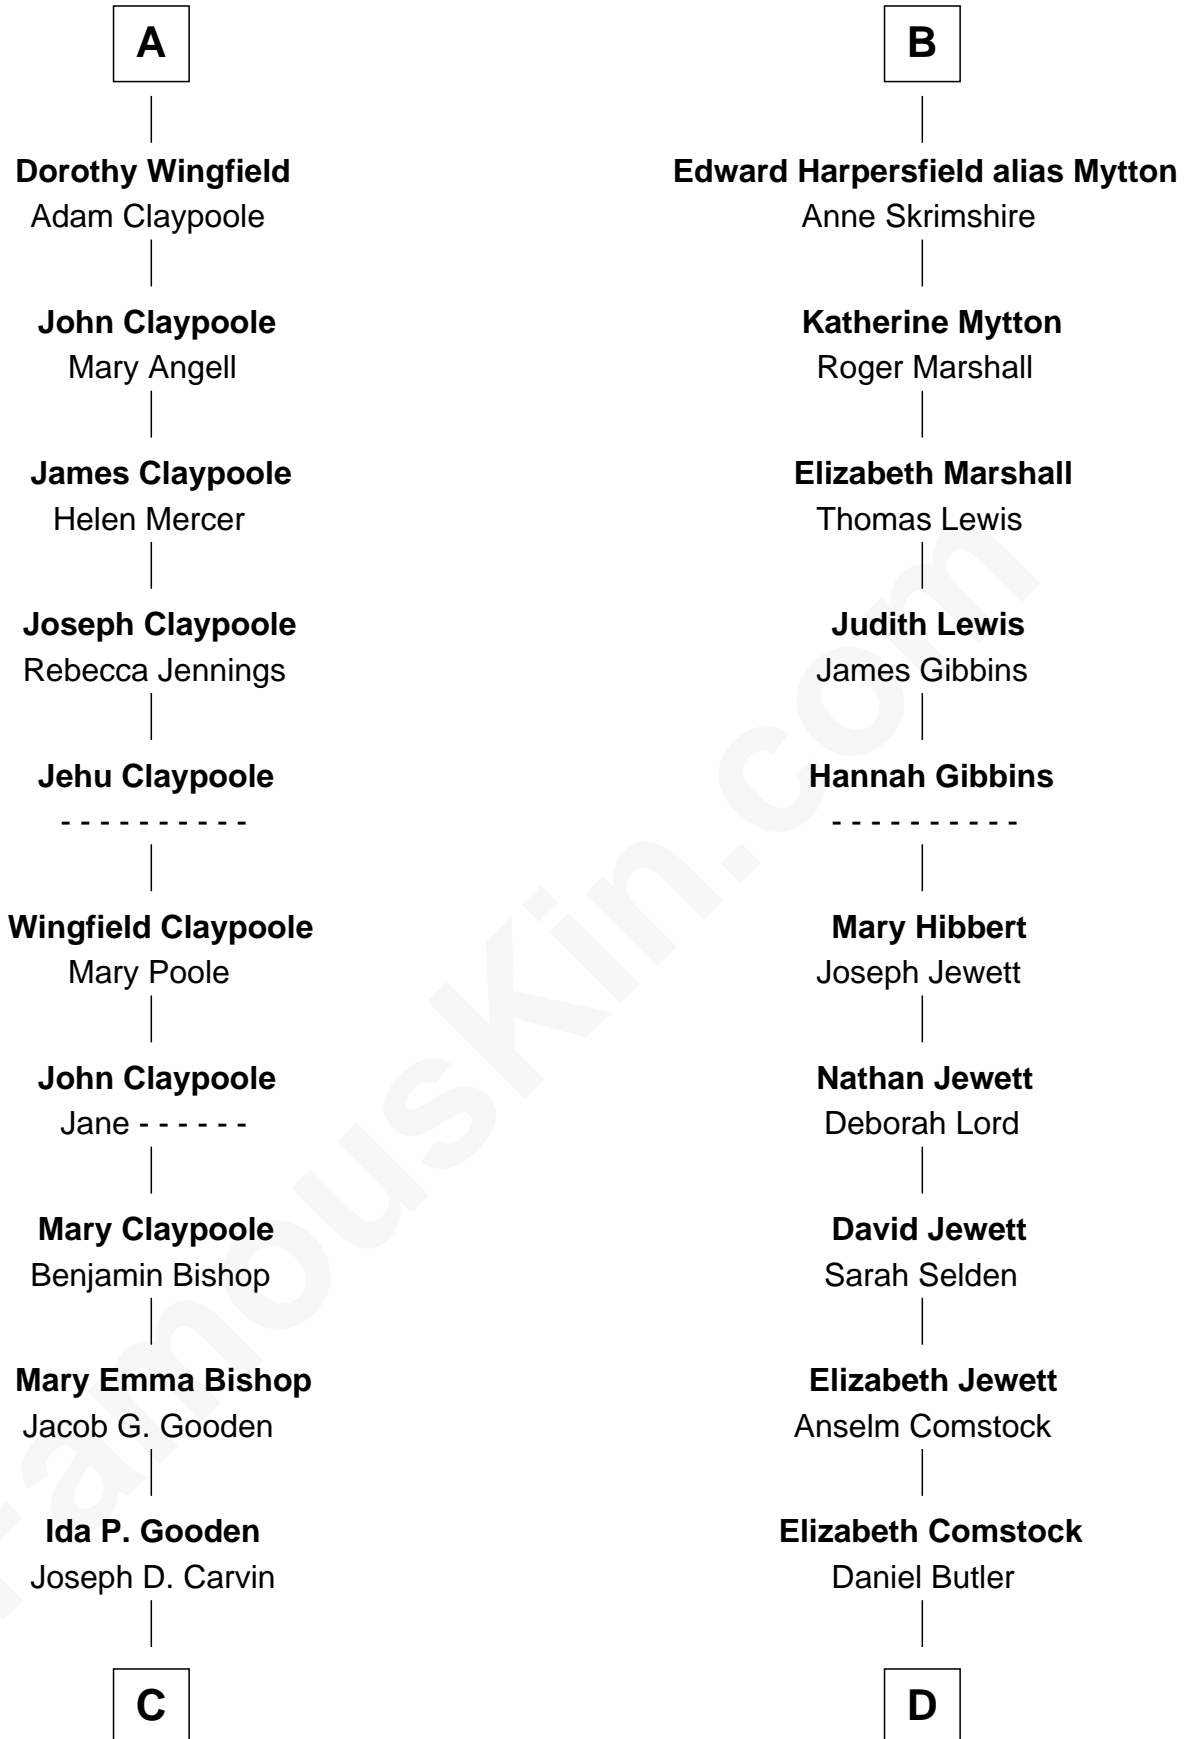 A
Dorothy Wingfield
Adam Claypoole
John Claypoole
Mary Angell
James Claypoole
Helen Mercer
Joseph Claypoole
Rebecca Jennings
Jehu Claypoole
- - - - - - - - - -
Wingfield Claypoole
Mary Poole
John Claypoole
Jane - - - - - -
Mary Claypoole
Benjamin Bishop
Mary Emma Bishop
Jacob G. Gooden
Ida P. Gooden
Joseph D. Carvin
C
B
Edward Harpersfield alias Mytton
Anne Skrimshire
Katherine Mytton
Roger Marshall
Elizabeth Marshall
Thomas Lewis
Judith Lewis
James Gibbins
Hannah Gibbins
- - - - - - - - - -
Mary Hibbert
Joseph Jewett
Nathan Jewett
Deborah Lord
David Jewett
Sarah Selden
Elizabeth Jewett
Anselm Comstock
Elizabeth Comstock
Daniel Butler
D
FamousKin.com